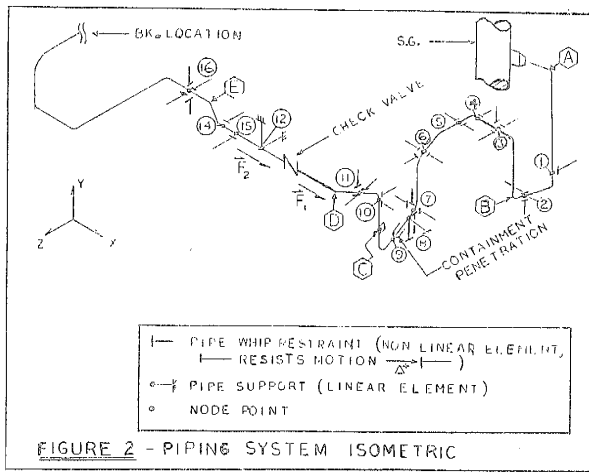 BK. LOCATION
S.G.
A
16
E
CHECK VALVE
14
15
12
F₂
F₁
11
D
10
C
9
8
7
6
5
4
3
1
B
2
CONTAINMENT
PENETRATION
Y
Z
X
PIPE WHIP RESTRAINT (NON LINEAR ELEMENT,
RESISTS MOTION )
PIPE SUPPORT (LINEAR ELEMENT)
NODE POINT
FIGURE 2 - PIPING SYSTEM ISOMETRIC